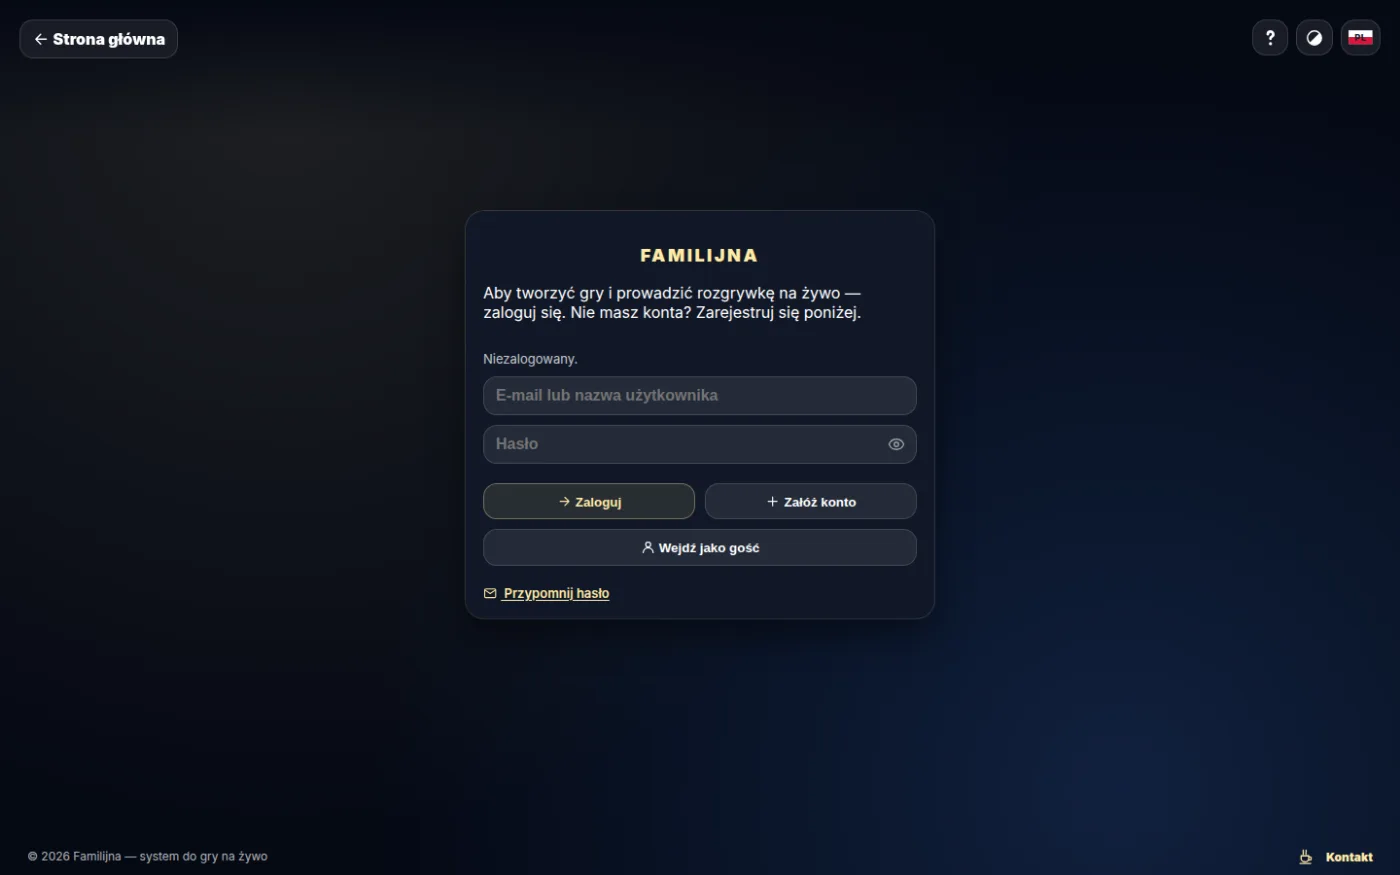 Strona główna
?
PL
FAMILIJNA
Aby tworzyć gry i prowadzić rozgrywkę na żywo —
zaloguj się. Nie masz konta? Zarejestruj się poniżej.
Niezalogowany.
E-mail lub nazwa użytkownika
Hasło
Zaloguj
Załóż konto
Wejdź jako gość
Przypomnij hasło
© 2026 Familijna — system do gry na żywo
Kontakt